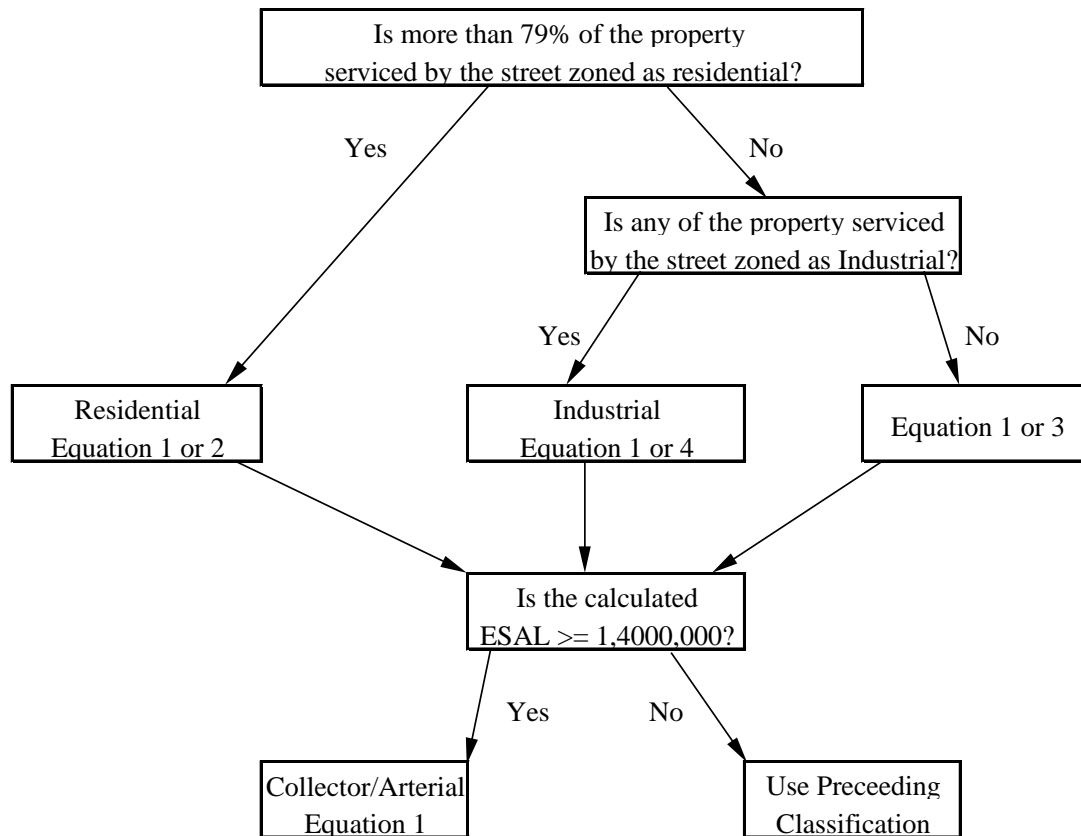 Is more than 79% of the property
serviced by the street zoned as residential?
Yes
No
Is any of the property serviced
by the street zoned as Industrial?
Yes
No
Residential
Equation 1 or 2
Industrial
Equation 1 or 4
Equation 1 or 3
Is the calculated
ESAL >= 1,4000,000?
Yes
No
Collector/Arterial
Equation 1
Use Preceeding
Classification